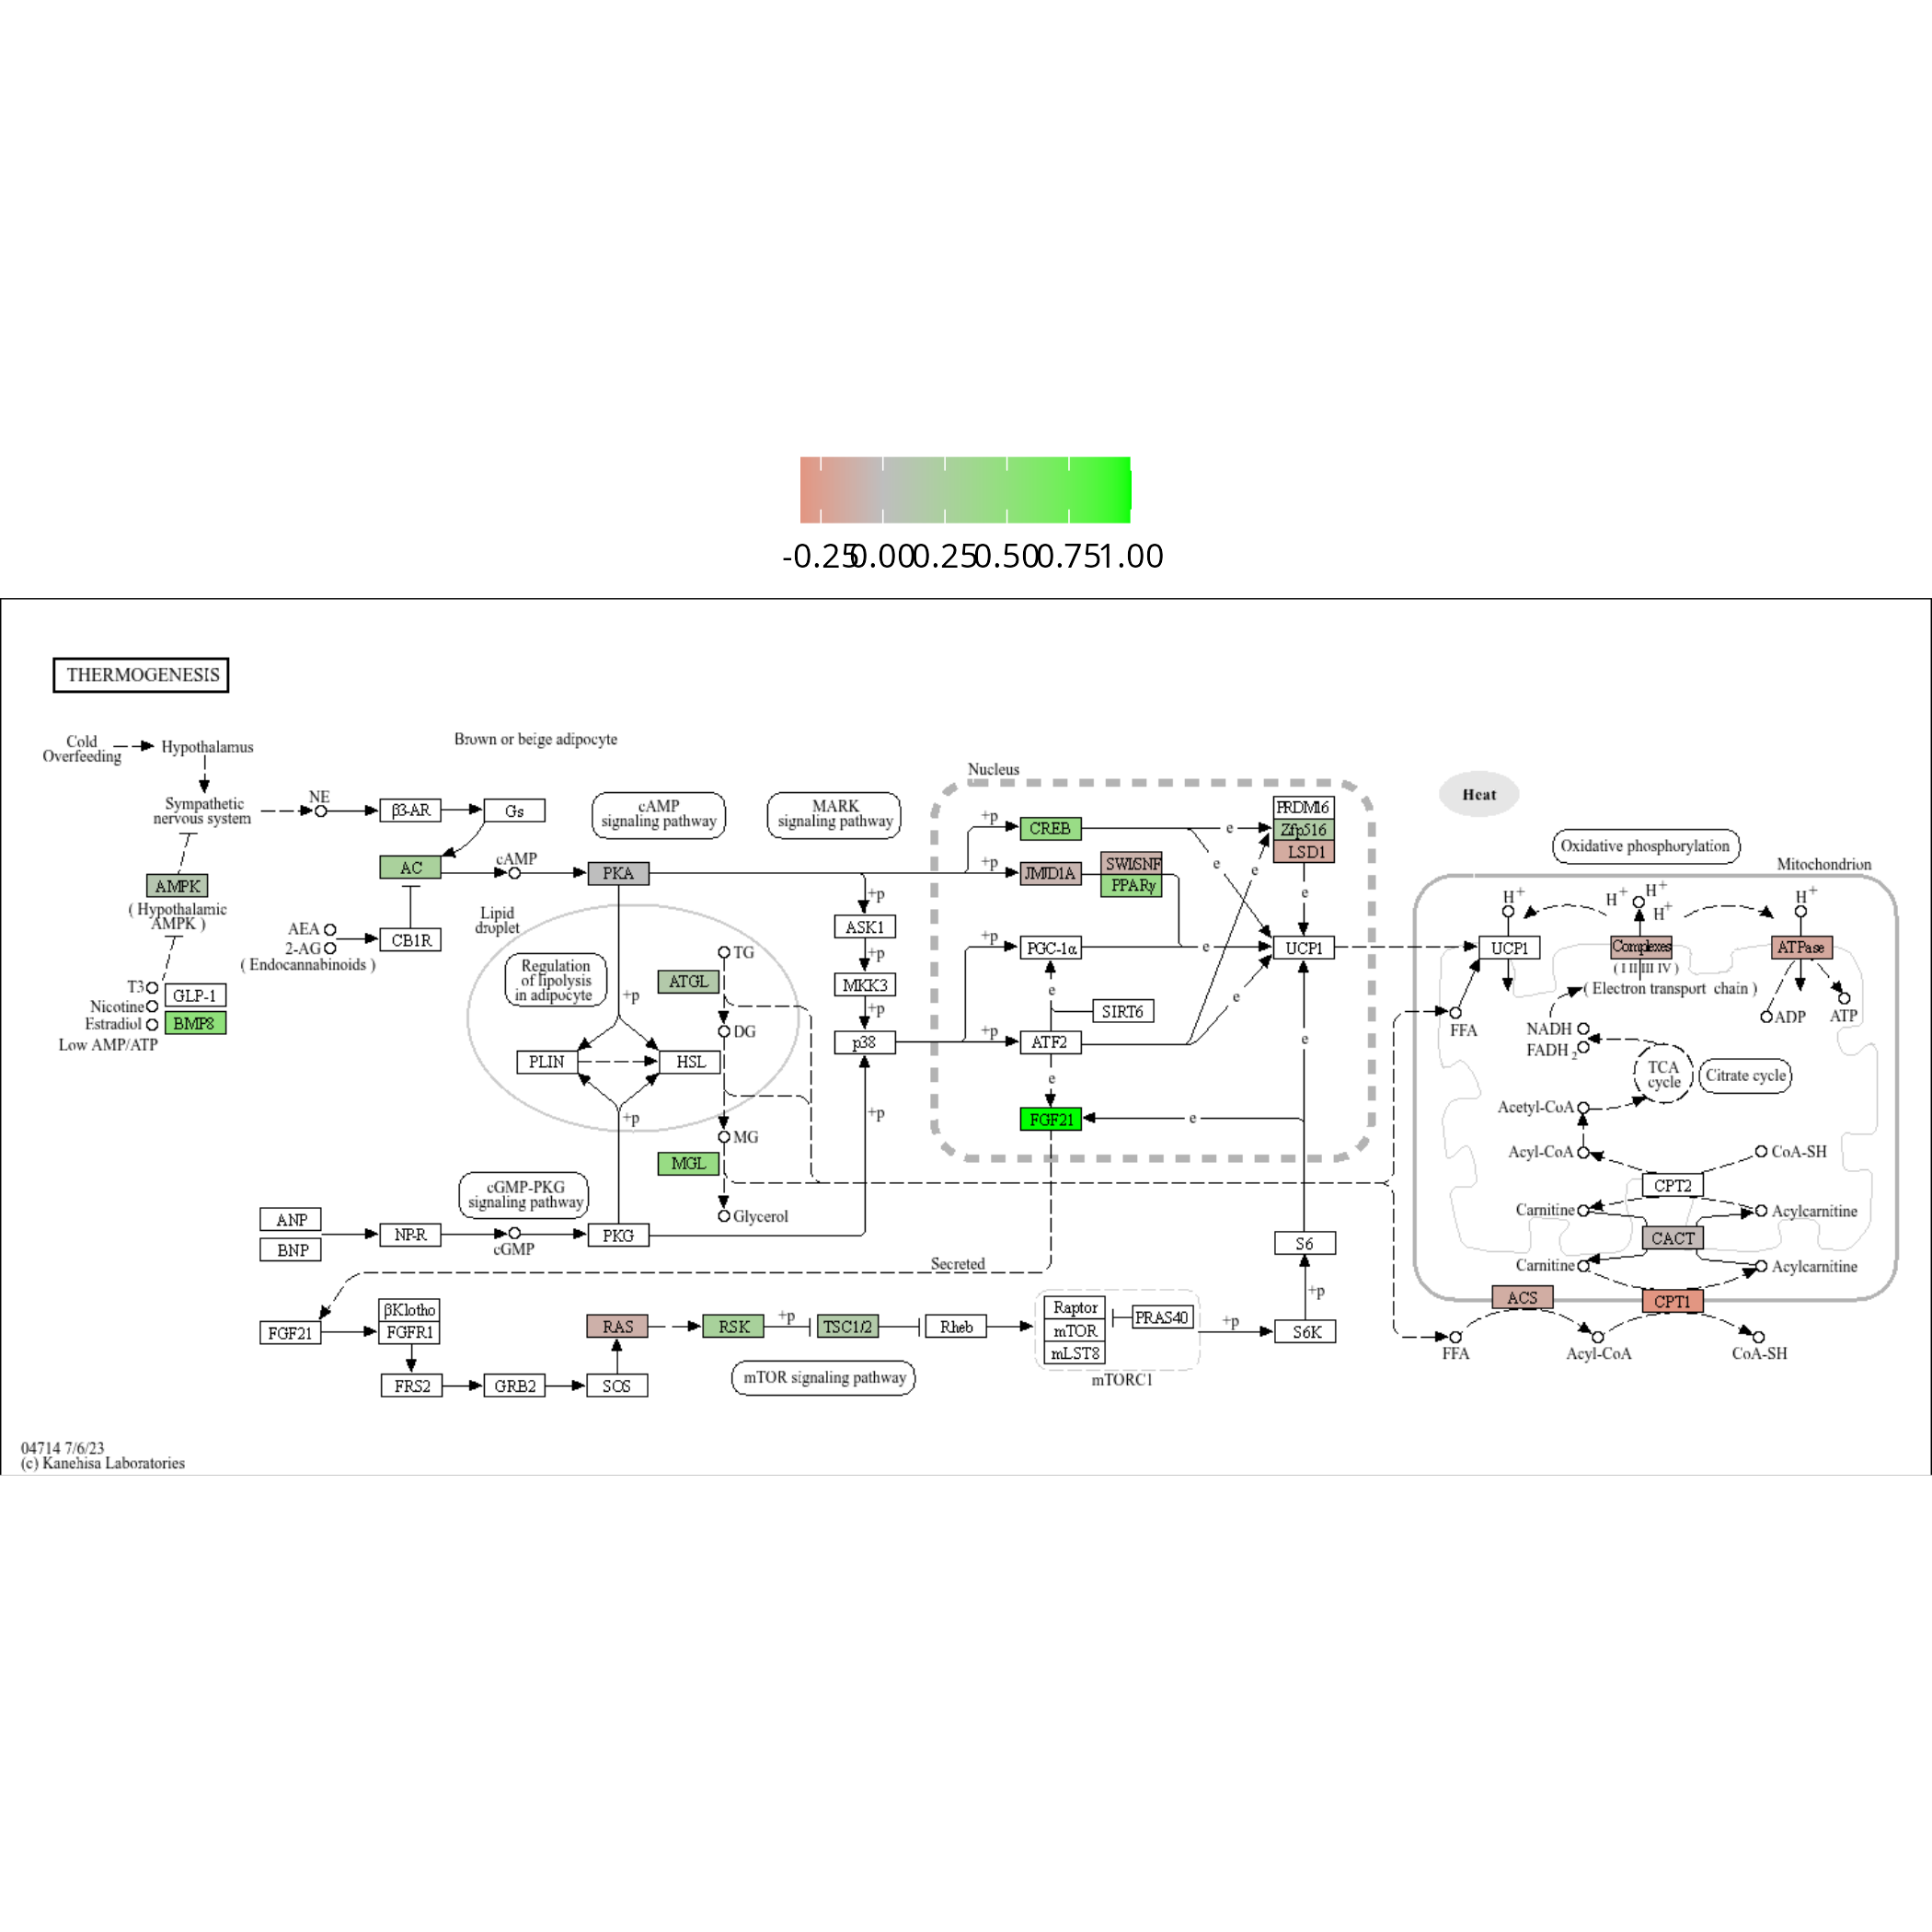 -0.25 0.00 0.25 0.50 0.75 1.00
THERMOGENESIS
Cold
Overfeeding
Hypothalamus
Brown or beige adipocyte
Sympathetic
nervous system
NE
β3-AR
Gs
cAMP
signaling pathway
MARK
signaling pathway
Nucleus
Heat
AC
cAMP
PKA
AMPK
( Hypothalamic
AMPK )
AEA
2-AG
( Endocannabinoids )
CB1R
T3
Nicotine
Estradiol
Low AMP/ATP
GLP-1
BMP8
Lipid
droplet
Regulation
of lipolysis
in adipocyte
ATGL
TG
DG
MG
Glycerol
MGL
PLIN
HSL
+p
+p
cGMP-PKG
signaling pathway
ANP
BNP
NP-R
cGMP
PKG
+p
ASK1
+p
MKK3
+p
p38
+p
+p
CREB
+p
JMJD1A
SWI/SNF
PPARγ
+p
PGC-1α
e
SIRT6
+p
ATF2
e
FGF21
e
e
e
e
e
e
PRDM16
Zfp516
LSD1
e
UCP1
e
Oxidative phosphorylation
Mitochondrion
H+
H+
H+
H+
H+
UCP1
Complexes
( I II III IV )
( Electron transport chain )
ATPase
FFA
NADH
FADH2
ADP
ATP
TCA
cycle
Citrate cycle
Acetyl-CoA
Acyl-CoA
CoA-SH
CPT2
Carnitine
Acylcarnitine
CACT
Carnitine
Acylcarnitine
ACS
CPT1
FFA
Acyl-CoA
CoA-SH
Secreted
FGF21
βKlotho
FGFR1
FRS2
GRB2
SOS
RAS
RSK
+p
TSC1/2
Rheb
mTOR signaling pathway
Raptor
mTOR
mLST8
PRAS40
mTORC1
+p
S6K
+p
S6
04714 7/6/23
(c) Kanehisa Laboratories